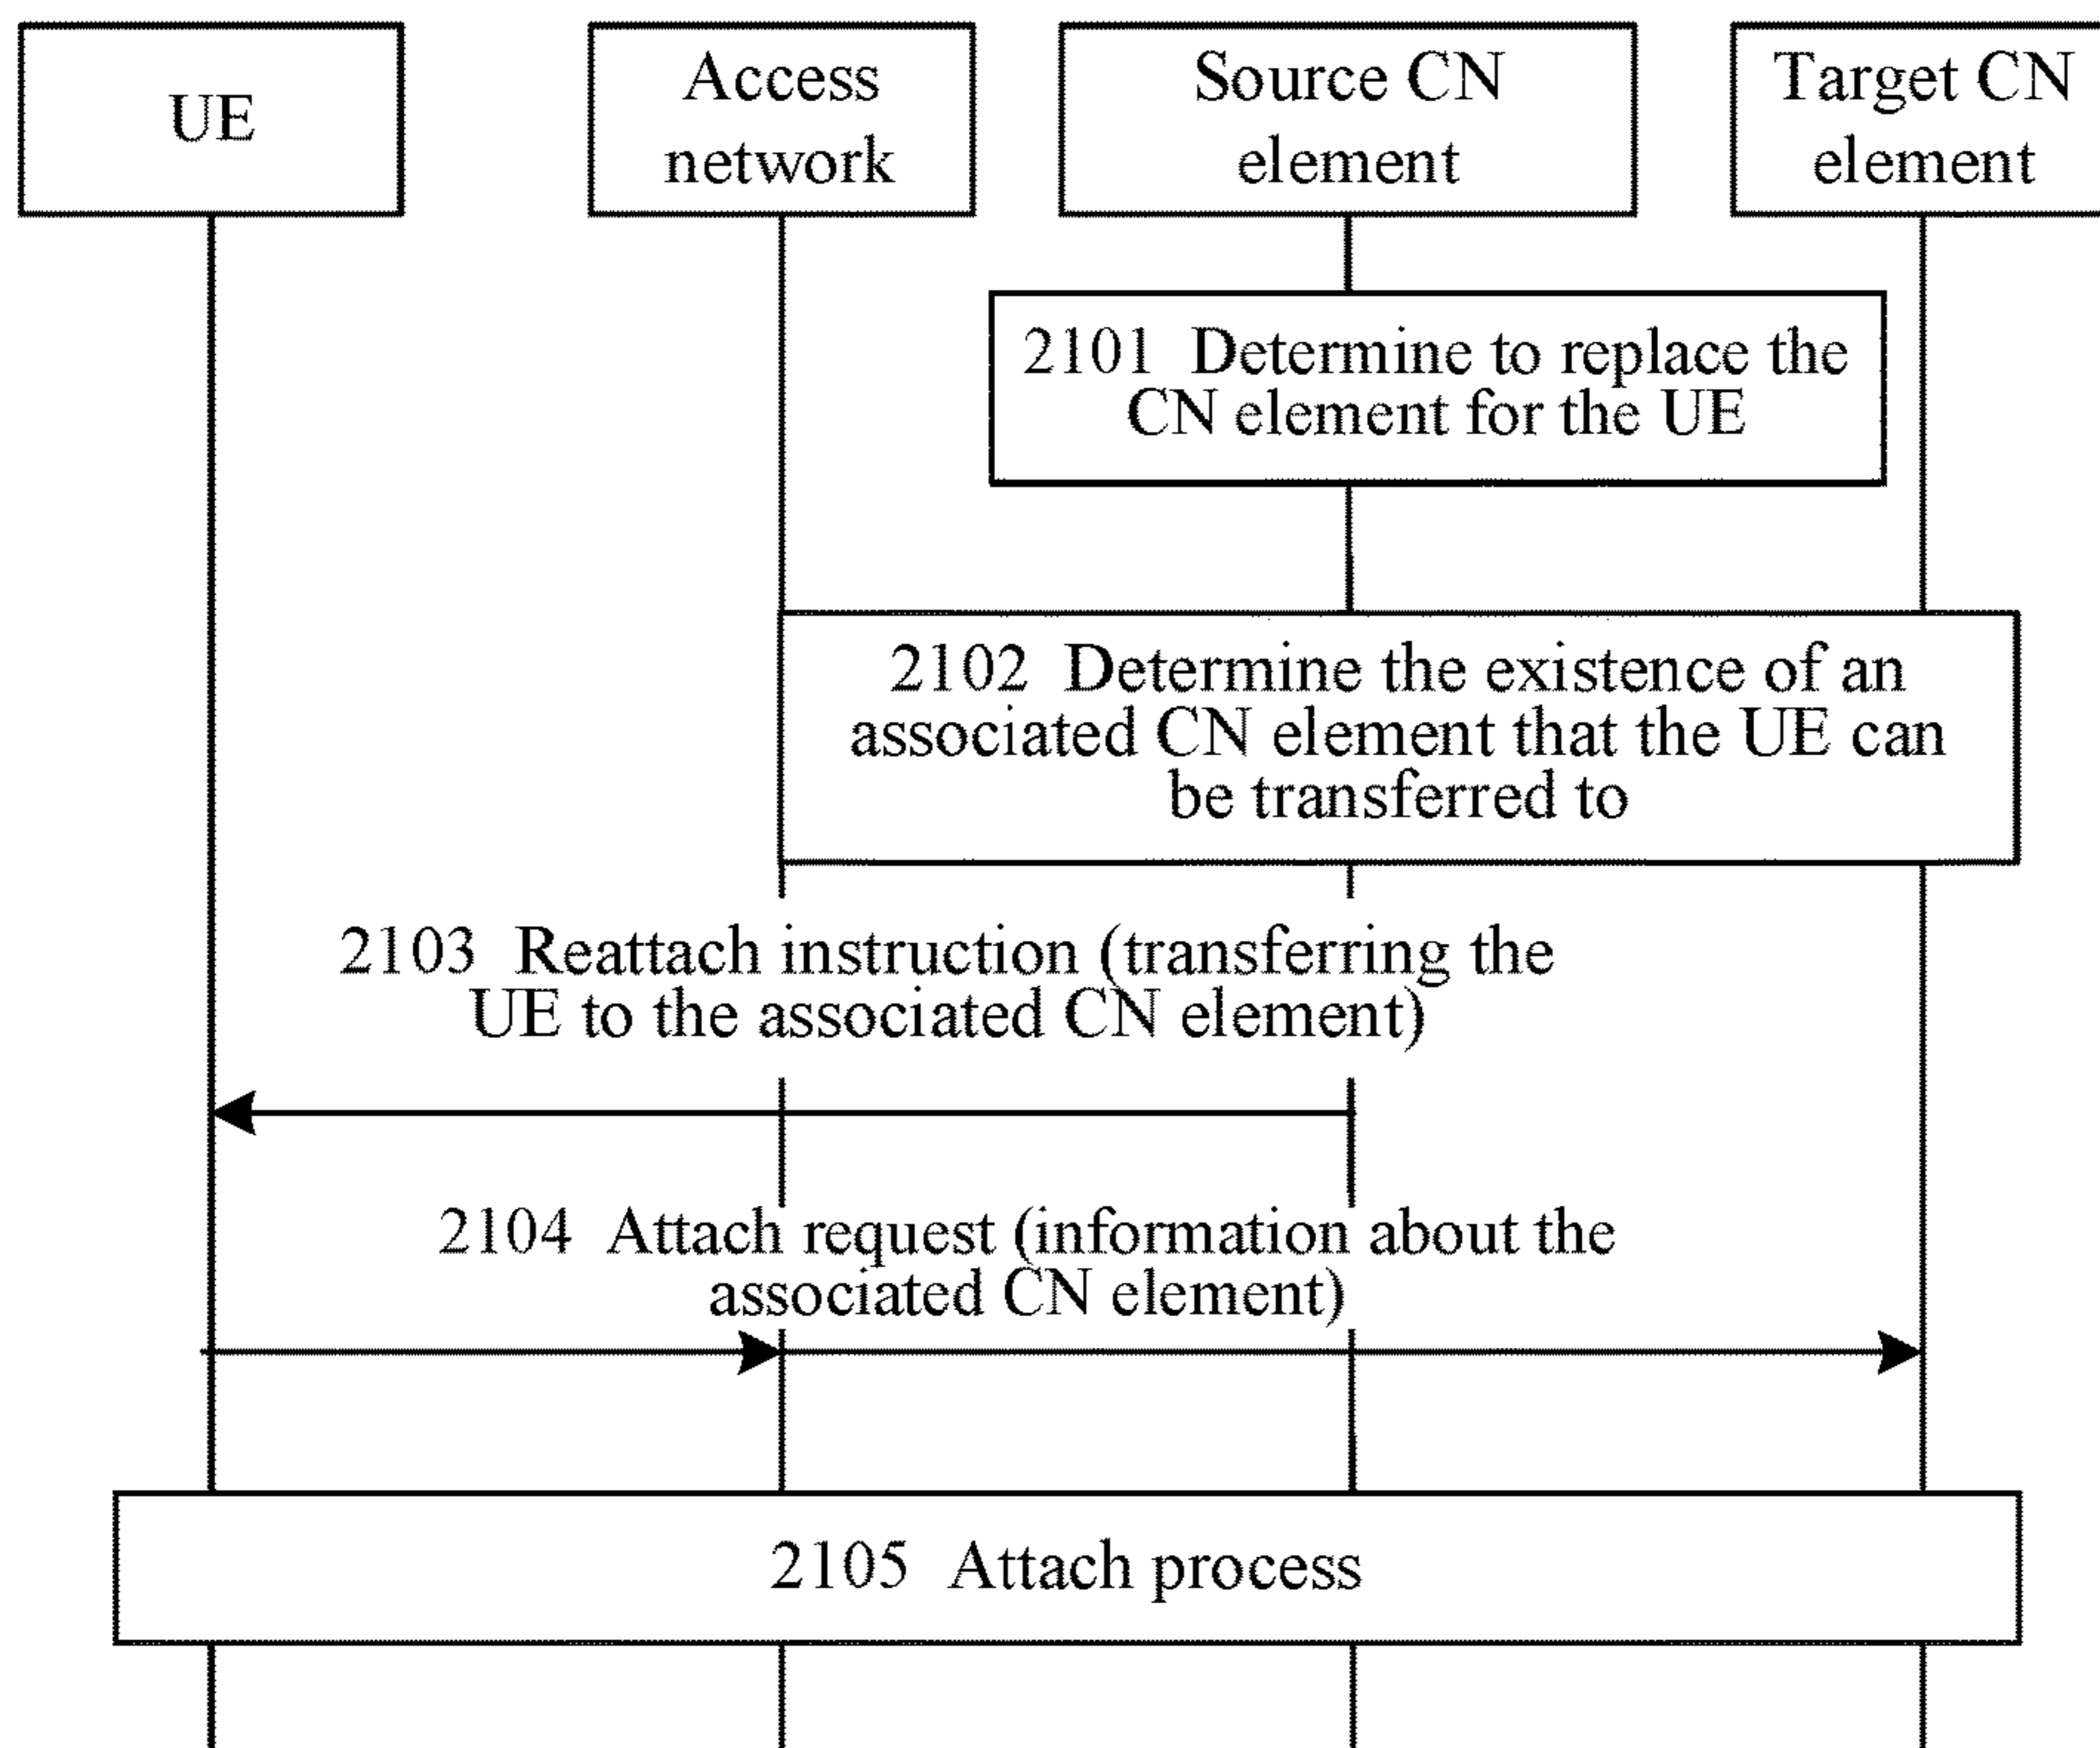 UE
Access
network
Source CN
element
Target CN
element
2101 Determine to replace the
CN element for the UE
2102 Determine the existence of an
associated CN element that the UE can
be transferred to
2103 Reattach instruction (transferring the
UE to the associated CN element)
2104 Attach request (information about the
associated CN element)
2105 Attach process